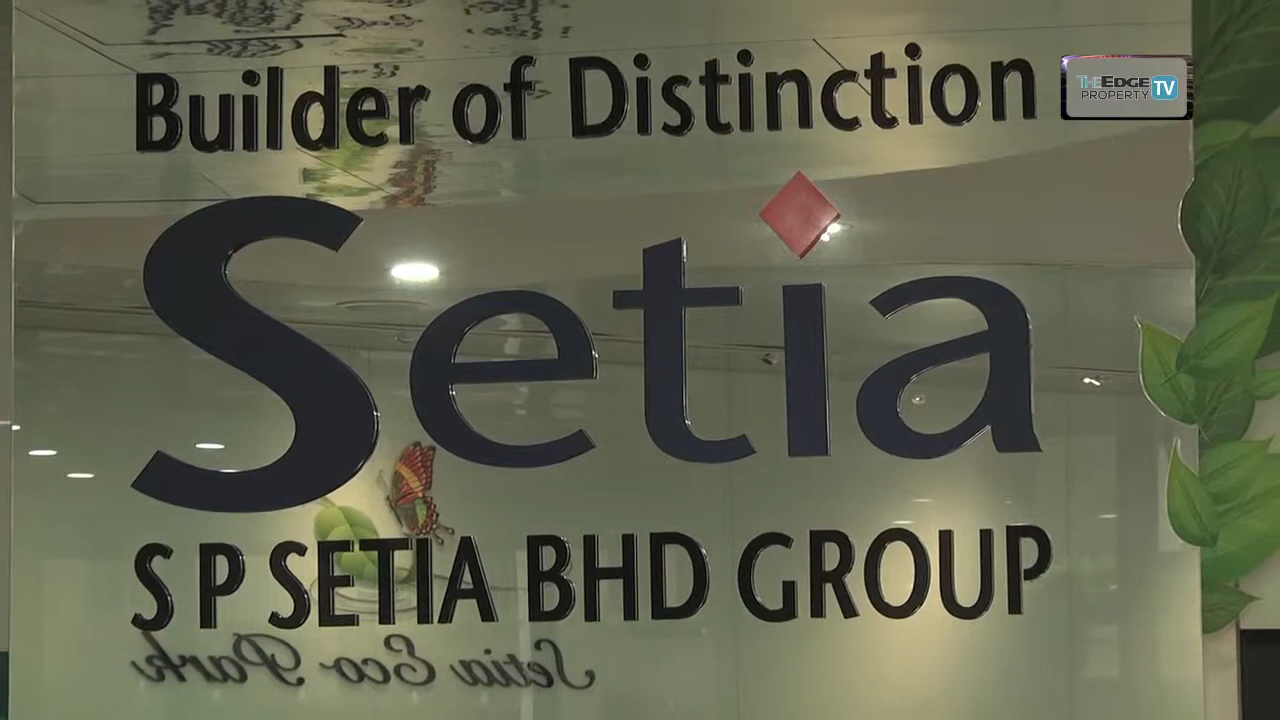 Builder of Distinction
THE EDGE
PROPERTY TV
Setia
S P SETIA BHD GROUP
Setia Eco Park